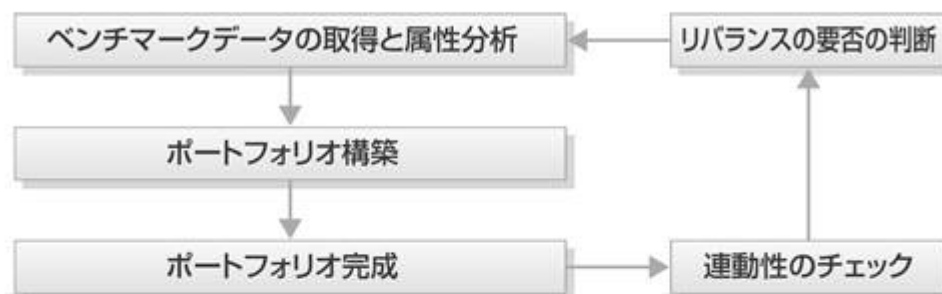 ベンチマークデータの取得と属性分析
リバランスの要否の判断
ポートフォリオ構築
ポートフォリオ完成
連動性のチェック